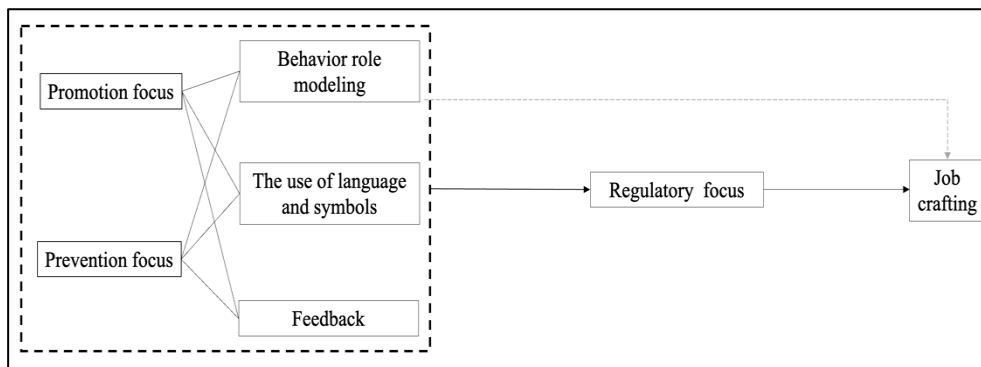 Promotion focus
Prevention focus
Behavior role
modeling
The use of language
and symbols
Feedback
Regulatory focus
Job
crafting